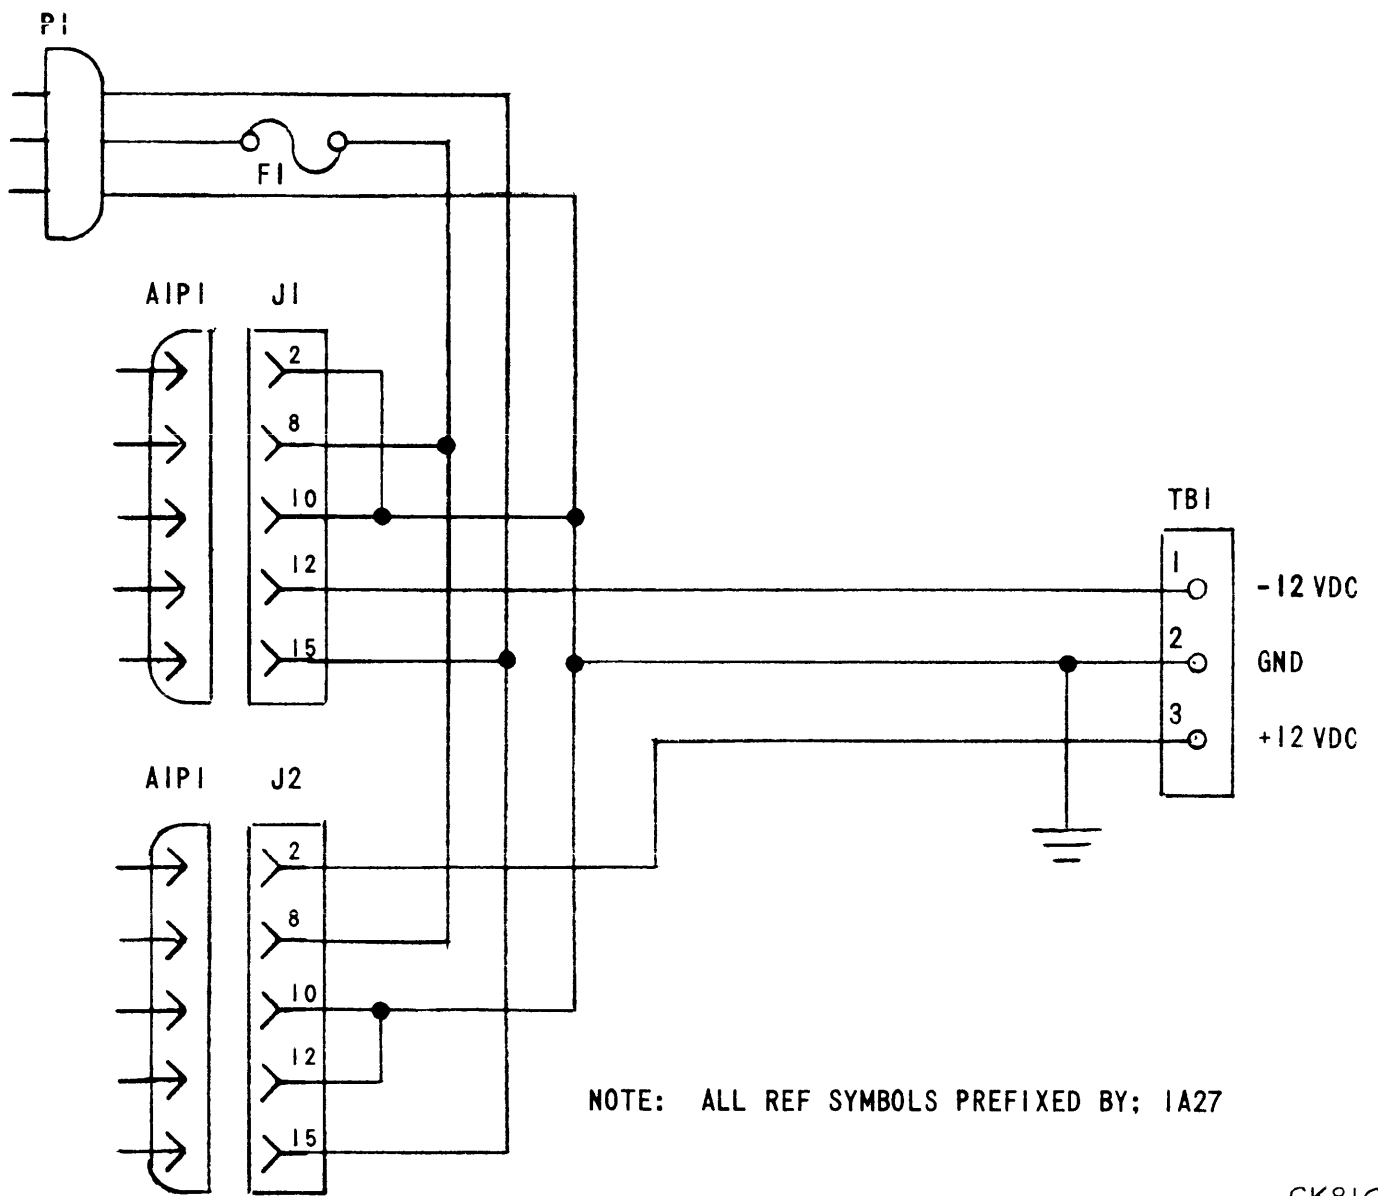 P1
F1
A1P1 J1
2
8
10
12
15
TB1
1 -12 VDC
2 GND
3 +12 VDC
A1P1 J2
2
8
10
12
15
NOTE: ALL REF SYMBOLS PREFIXED BY; 1A27